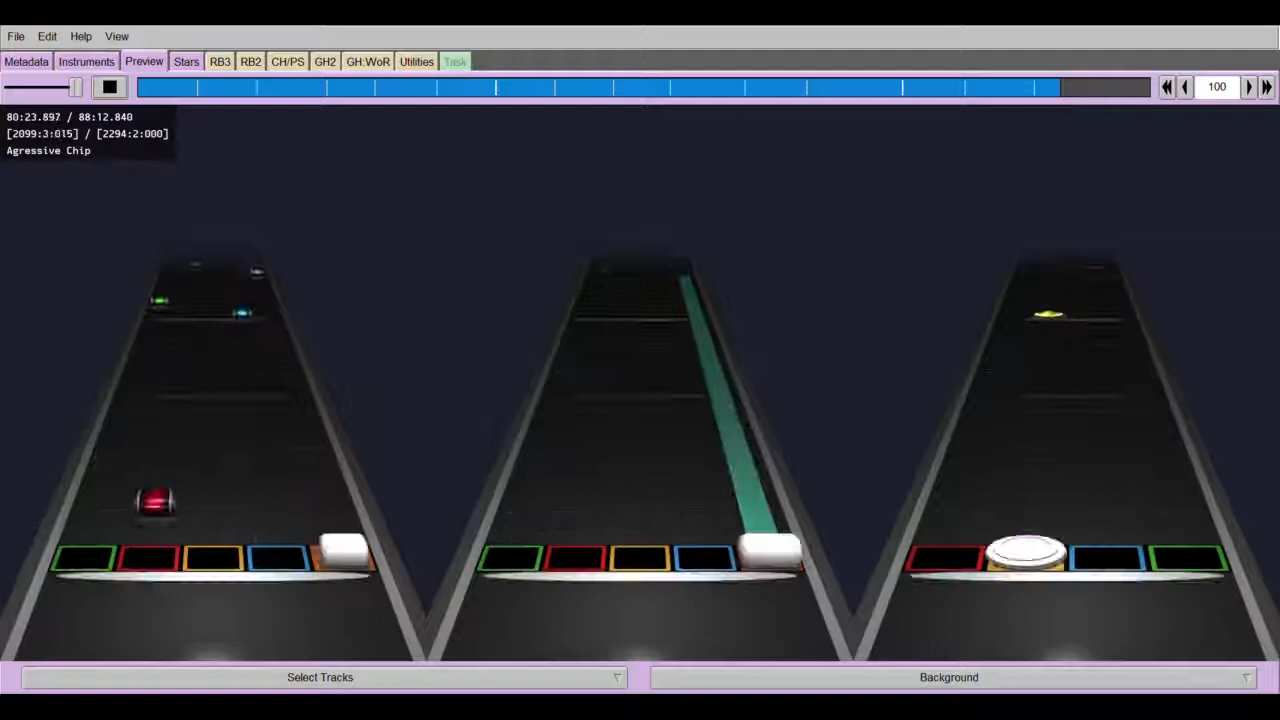 File Edit Help View
Metadata Instruments Preview Stars RB3 RB2 CH/PS GH2 GH:WoR Utilities Task
100
80:23.897 / 88:12.840
[2099:3:015] / [2294:2:000]
Agressive Chip
Select Tracks Background